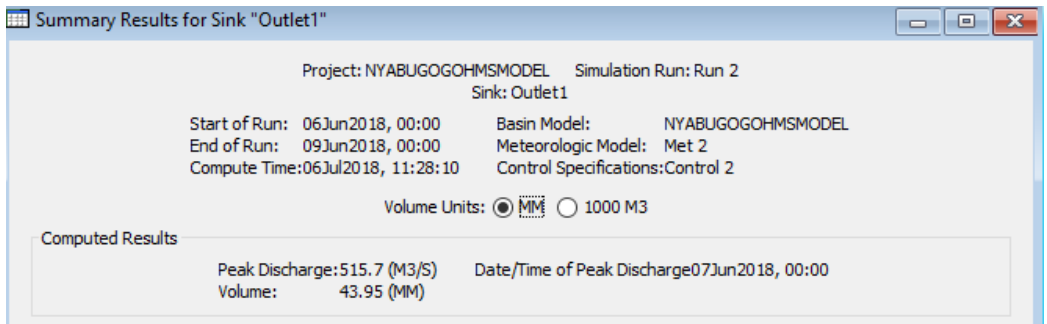 Summary Results for Sink "Outlet1"
Project: NYABUGOGOHMSMODEL Simulation Run: Run 2
Sink: Outlet1
Start of Run: 06Jun2018, 00:00 Basin Model: NYABUGOGOHMSMODEL
End of Run: 09Jun2018, 00:00 Meteorologic Model: Met 2
Compute Time:06Jul2018, 11:28:10 Control Specifications:Control 2
Volume Units: MM 1000 M3
Computed Results
Peak Discharge:515.7 (M3/S) Date/Time of Peak Discharge07Jun2018, 00:00
Volume: 43.95 (MM)